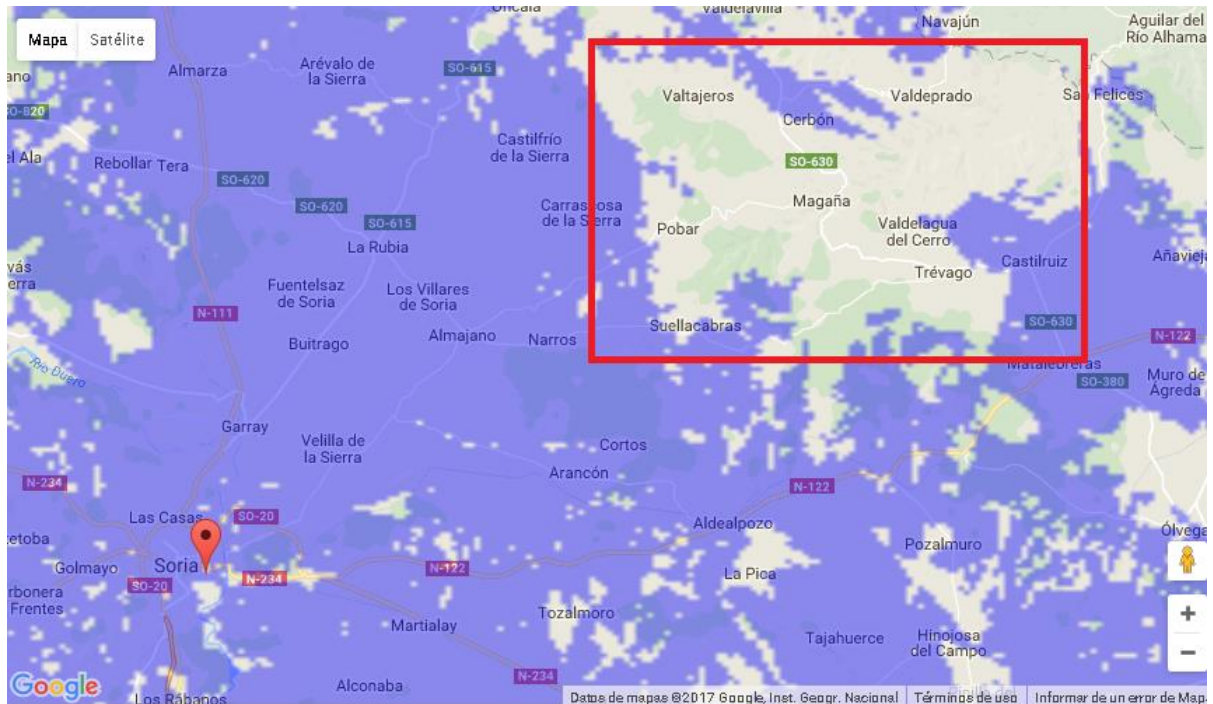 Mapa
Satélite
Navajún
Aguilar del
Río Alhama
Almarza
Arévalo de
la Sierra
SO-615
Valtajeros
Valdeprado
San Felices
SO-820
Cerbón
Castilfrío
de la Sierra
el Ala
Rebollar
Tera
SO-620
SO-630
SO-620
SO-615
Carrascosa
de la Sierra
Magaña
Pobar
Valdelagua
del Cerro
La Rubia
Castilruiz
Añavieja
Trévago
Fuentelsaz
de Soria
Los Villares
de Soria
N-111
Suellacabras
SO-630
N-122
Buitrago
Almajano
Narros
Río Duero
Matalebreras
SO-380
Muro de
Ágreda
Garray
Velilla de
la Sierra
Cortos
Arancón
N-234
N-122
Las Casas
SO-20
Aldealpozo
Ólvega
Pozalmuro
Golmayo
Soria
N-122
La Pica
SO-20
N-234
Frentes
Tozalmoro
Martialay
Tajahuerce
Hinojosa
del Campo
N-234
Alconaba
Google
Los Rábanos
Datos de mapas ©2017 Google, Inst. Geogr. Nacional
Términos de uso
Informar de un error de Map